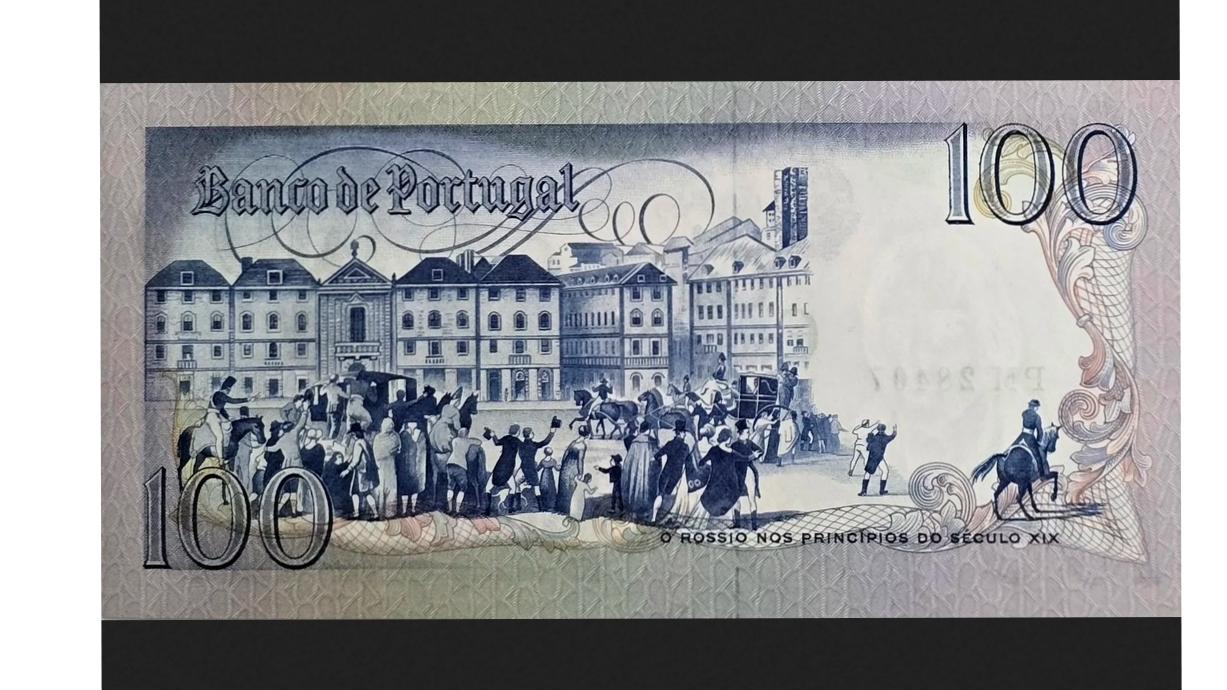 Banco de Portugal
100
100
O ROSSIO NOS PRINCÍPIOS DO SÉCULO XIX